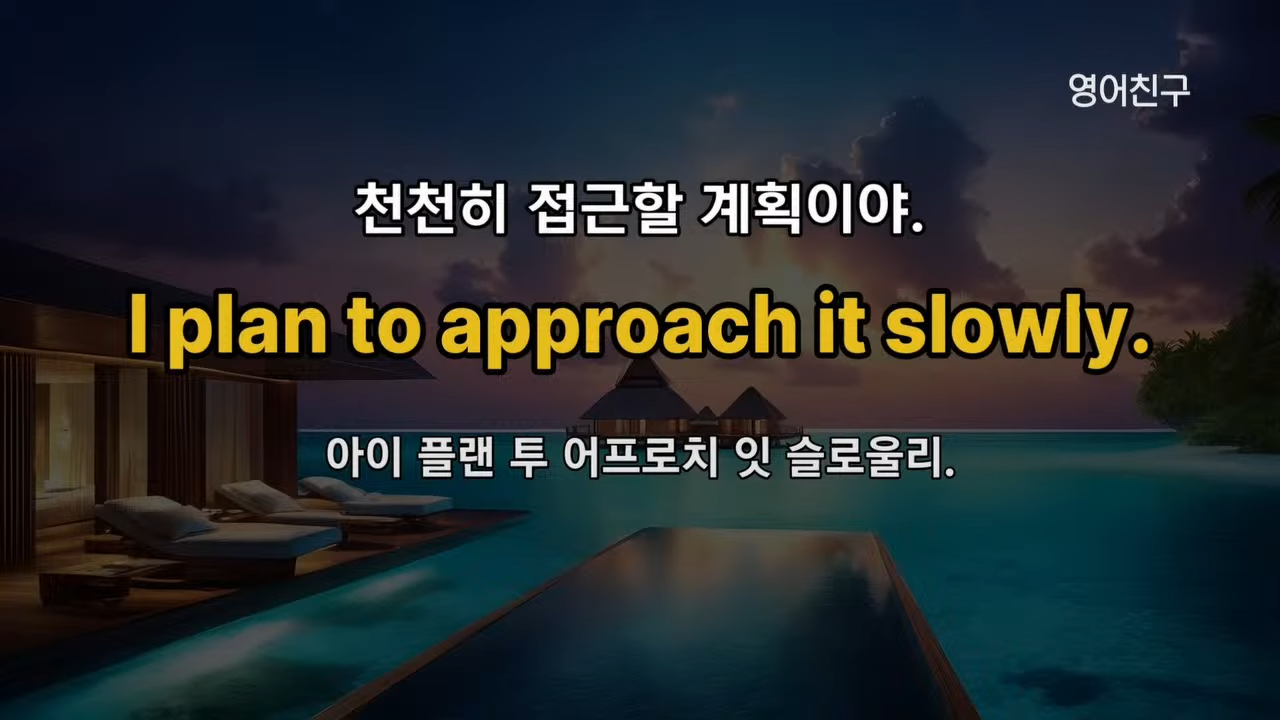 영어친구
천천히 접근할 계획이야.
I plan to approach it slowly.
아이 플랜 투 어프로치 잇 슬로울리.